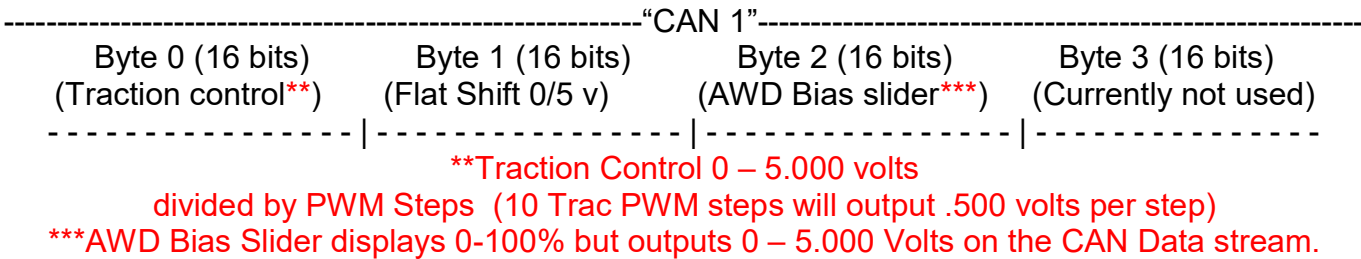 ----------------------------------------------------------------“CAN 1”------------------------------------------------------------
Byte 0 (16 bits) Byte 1 (16 bits) Byte 2 (16 bits) Byte 3 (16 bits)
(Traction control**) (Flat Shift 0/5 v) (AWD Bias slider***) (Currently not used)
- - - - - - - - - - - - - - - - | - - - - - - - - - - - - - - - - | - - - - - - - - - - - - - - - - | - - - - - - - - - - - - - - -
**Traction Control 0 – 5.000 volts
divided by PWM Steps (10 Trac PWM steps will output .500 volts per step)
***AWD Bias Slider displays 0-100% but outputs 0 – 5.000 Volts on the CAN Data stream.